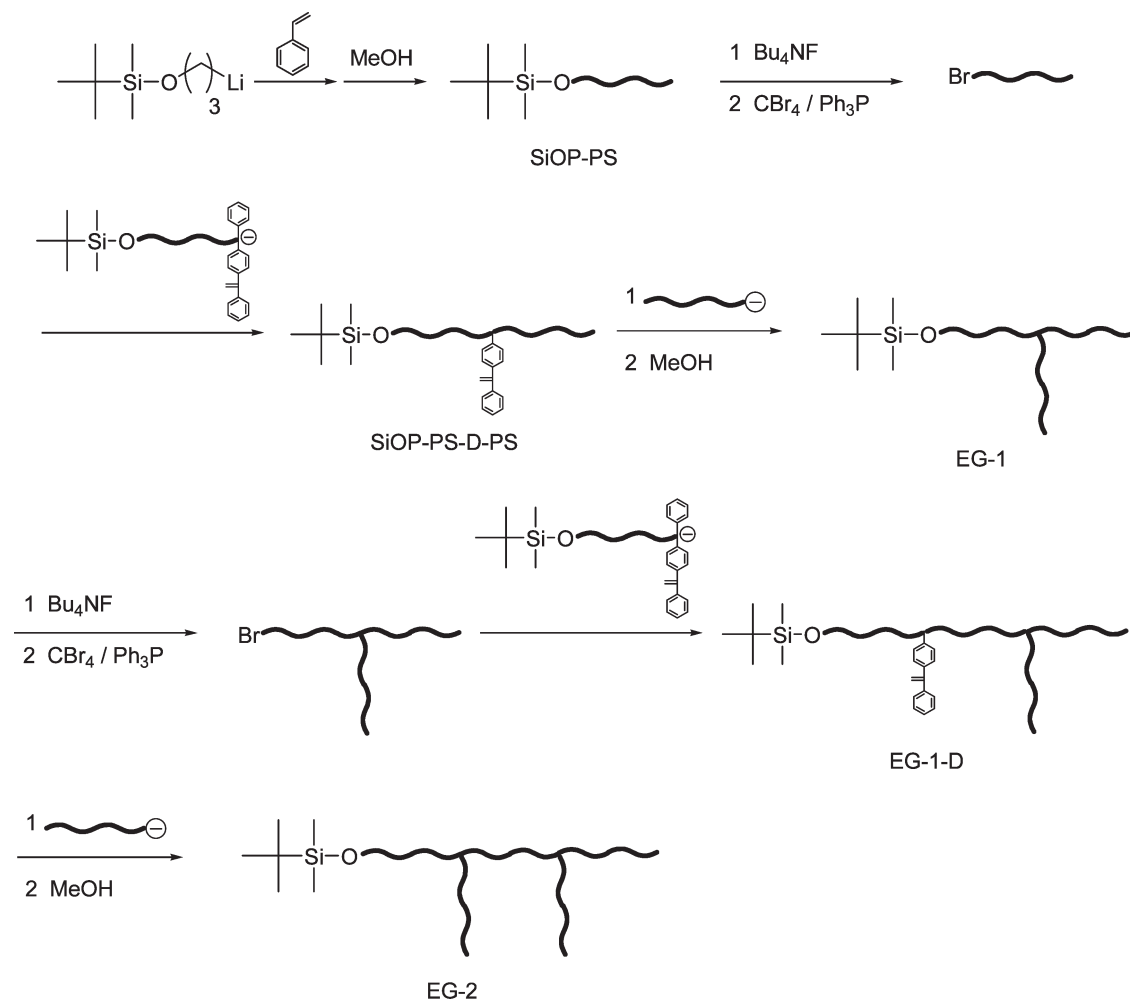 Si O Li MeOH Si O 1 Bu₄NF Br
3 2 CBr₄ / Ph₃P
SiOP-PS
Si O ⊖
Si O 1 ⊖ Si O
2 MeOH
SiOP-PS-D-PS
EG-1
Si O ⊖
1 Bu₄NF Br Si O
2 CBr₄ / Ph₃P
EG-1-D
1 ⊖
Si O
2 MeOH
EG-2